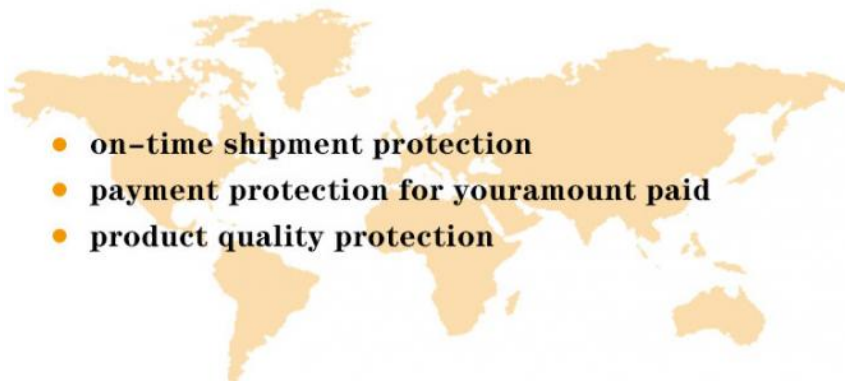 on-time shipment protection
payment protection for youramount paid
product quality protection